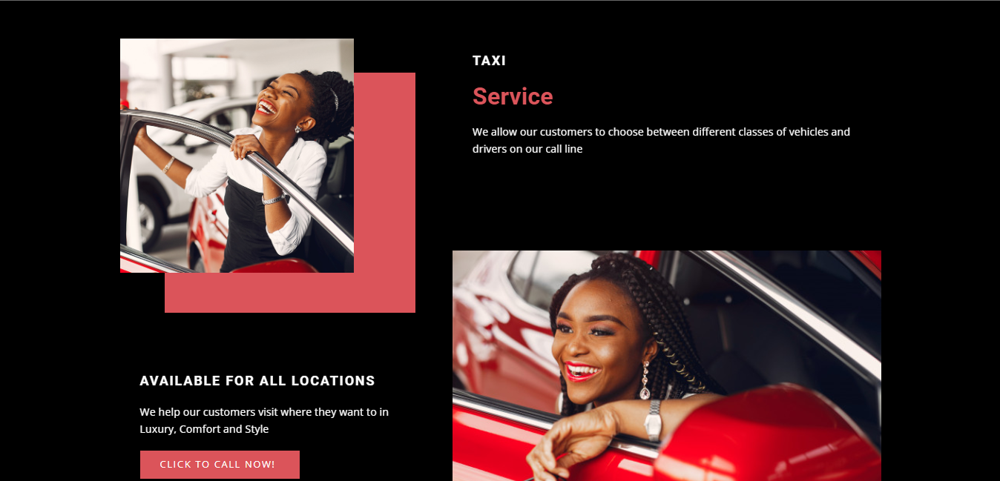 TAXI
Service
We allow our customers to choose between different classes of vehicles and
drivers on our call line
AVAILABLE FOR ALL LOCATIONS
We help our customers visit where they want to in
Luxury, Comfort and Style
CLICK TO CALL NOW!